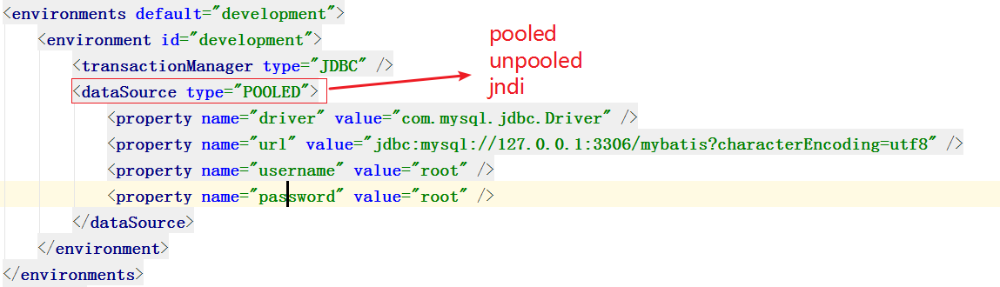 <environments default="development">
<environment id="development">
<transactionManager type="JDBC" />
<dataSource type="POOLED">
<property name="driver" value="com.mysql.jdbc.Driver" />
<property name="url" value="jdbc:mysql://127.0.0.1:3306/mybatis?characterEncoding=utf8" />
<property name="username" value="root" />
<property name="password" value="root" />
</dataSource>
</environment>
</environments>
pooled
unpooled
jndi